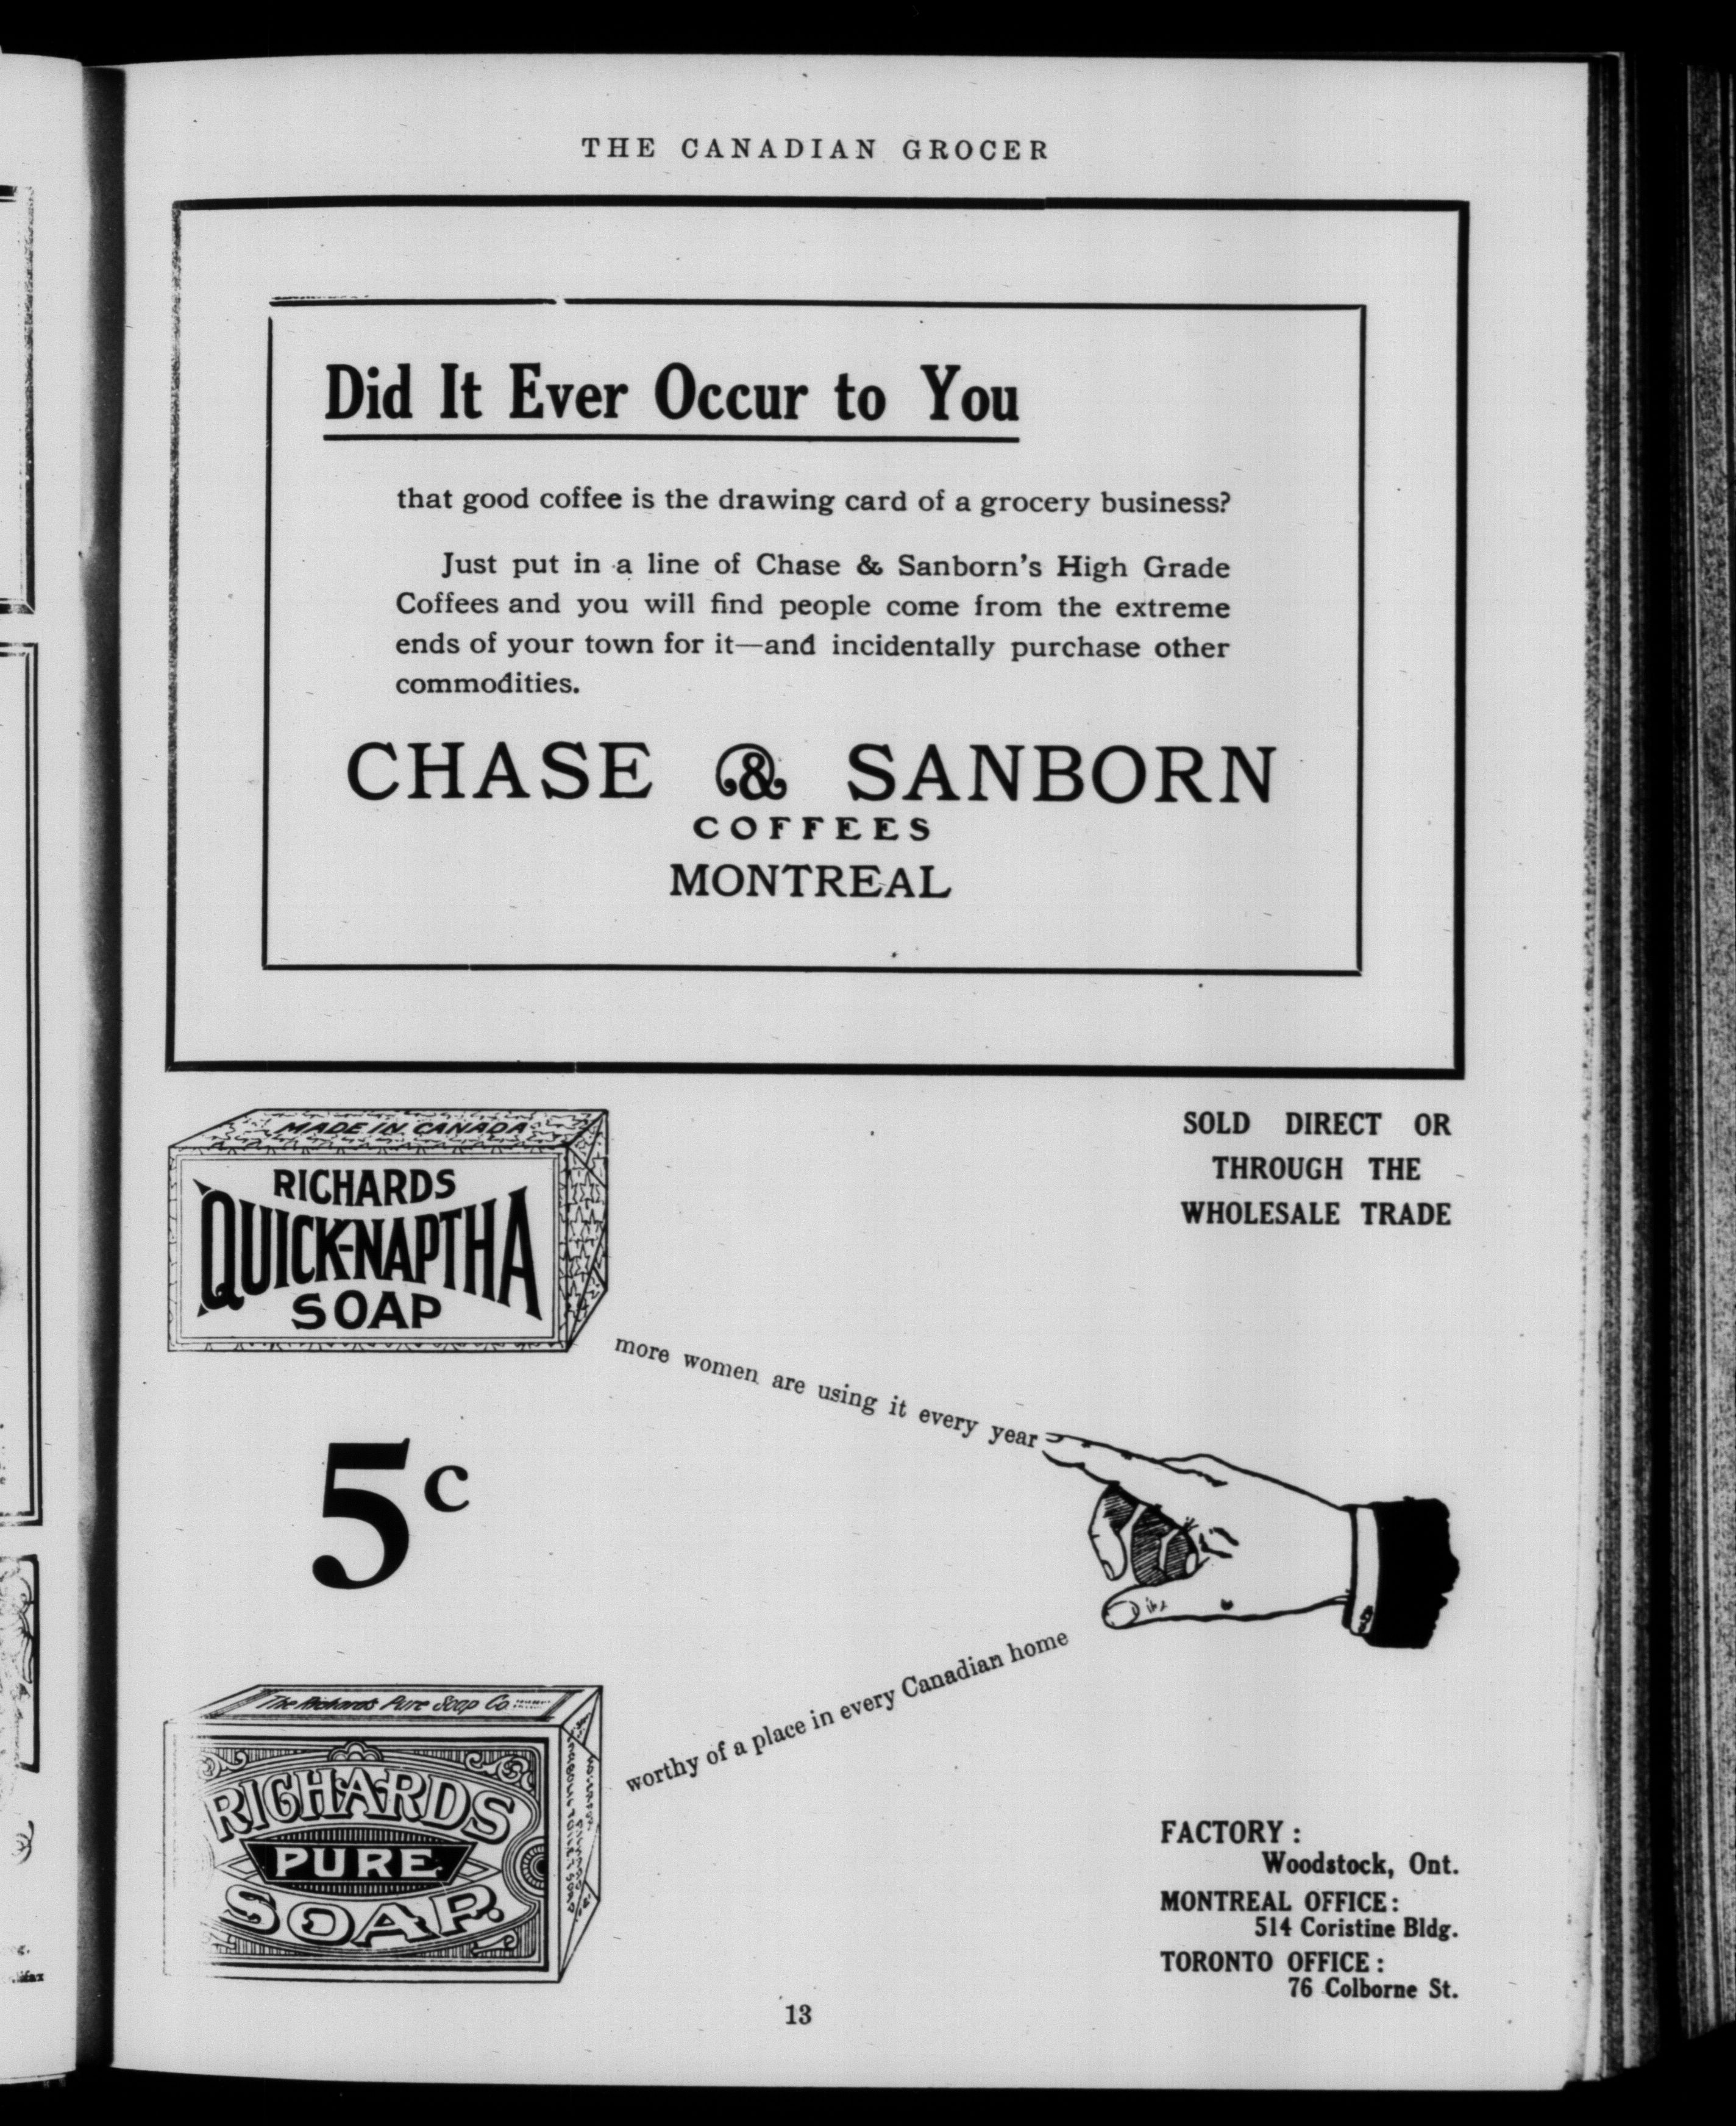 THE CANADIAN GROCER
Did It Ever Occur to You
that good coffee is the drawing card of a grocery business?
Just put in a line of Chase & Sanborn's High Grade
Coffees and you will find people come from the extreme
ends of your town for it—and incidentally purchase other
commodities.
CHASE & SANBORN
COFFEES
MONTREAL
MADE IN CANADA
RICHARDS
QUICK-NAPTHA
SOAP
SOLD DIRECT OR
THROUGH THE
WHOLESALE TRADE
more women are using it every year
5c
worthy of a place in every Canadian home
The Richards Pure Soap Co
RICHARDS
PURE
SOAP.
FACTORY:
Woodstock, Ont.
MONTREAL OFFICE:
514 Coristine Bldg.
TORONTO OFFICE:
76 Colborne St.
13